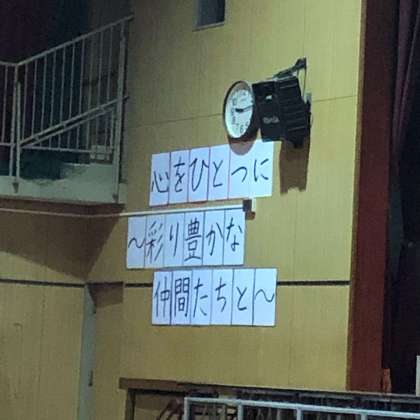 心をひとつに
～彩り豊かな
仲間たちと～